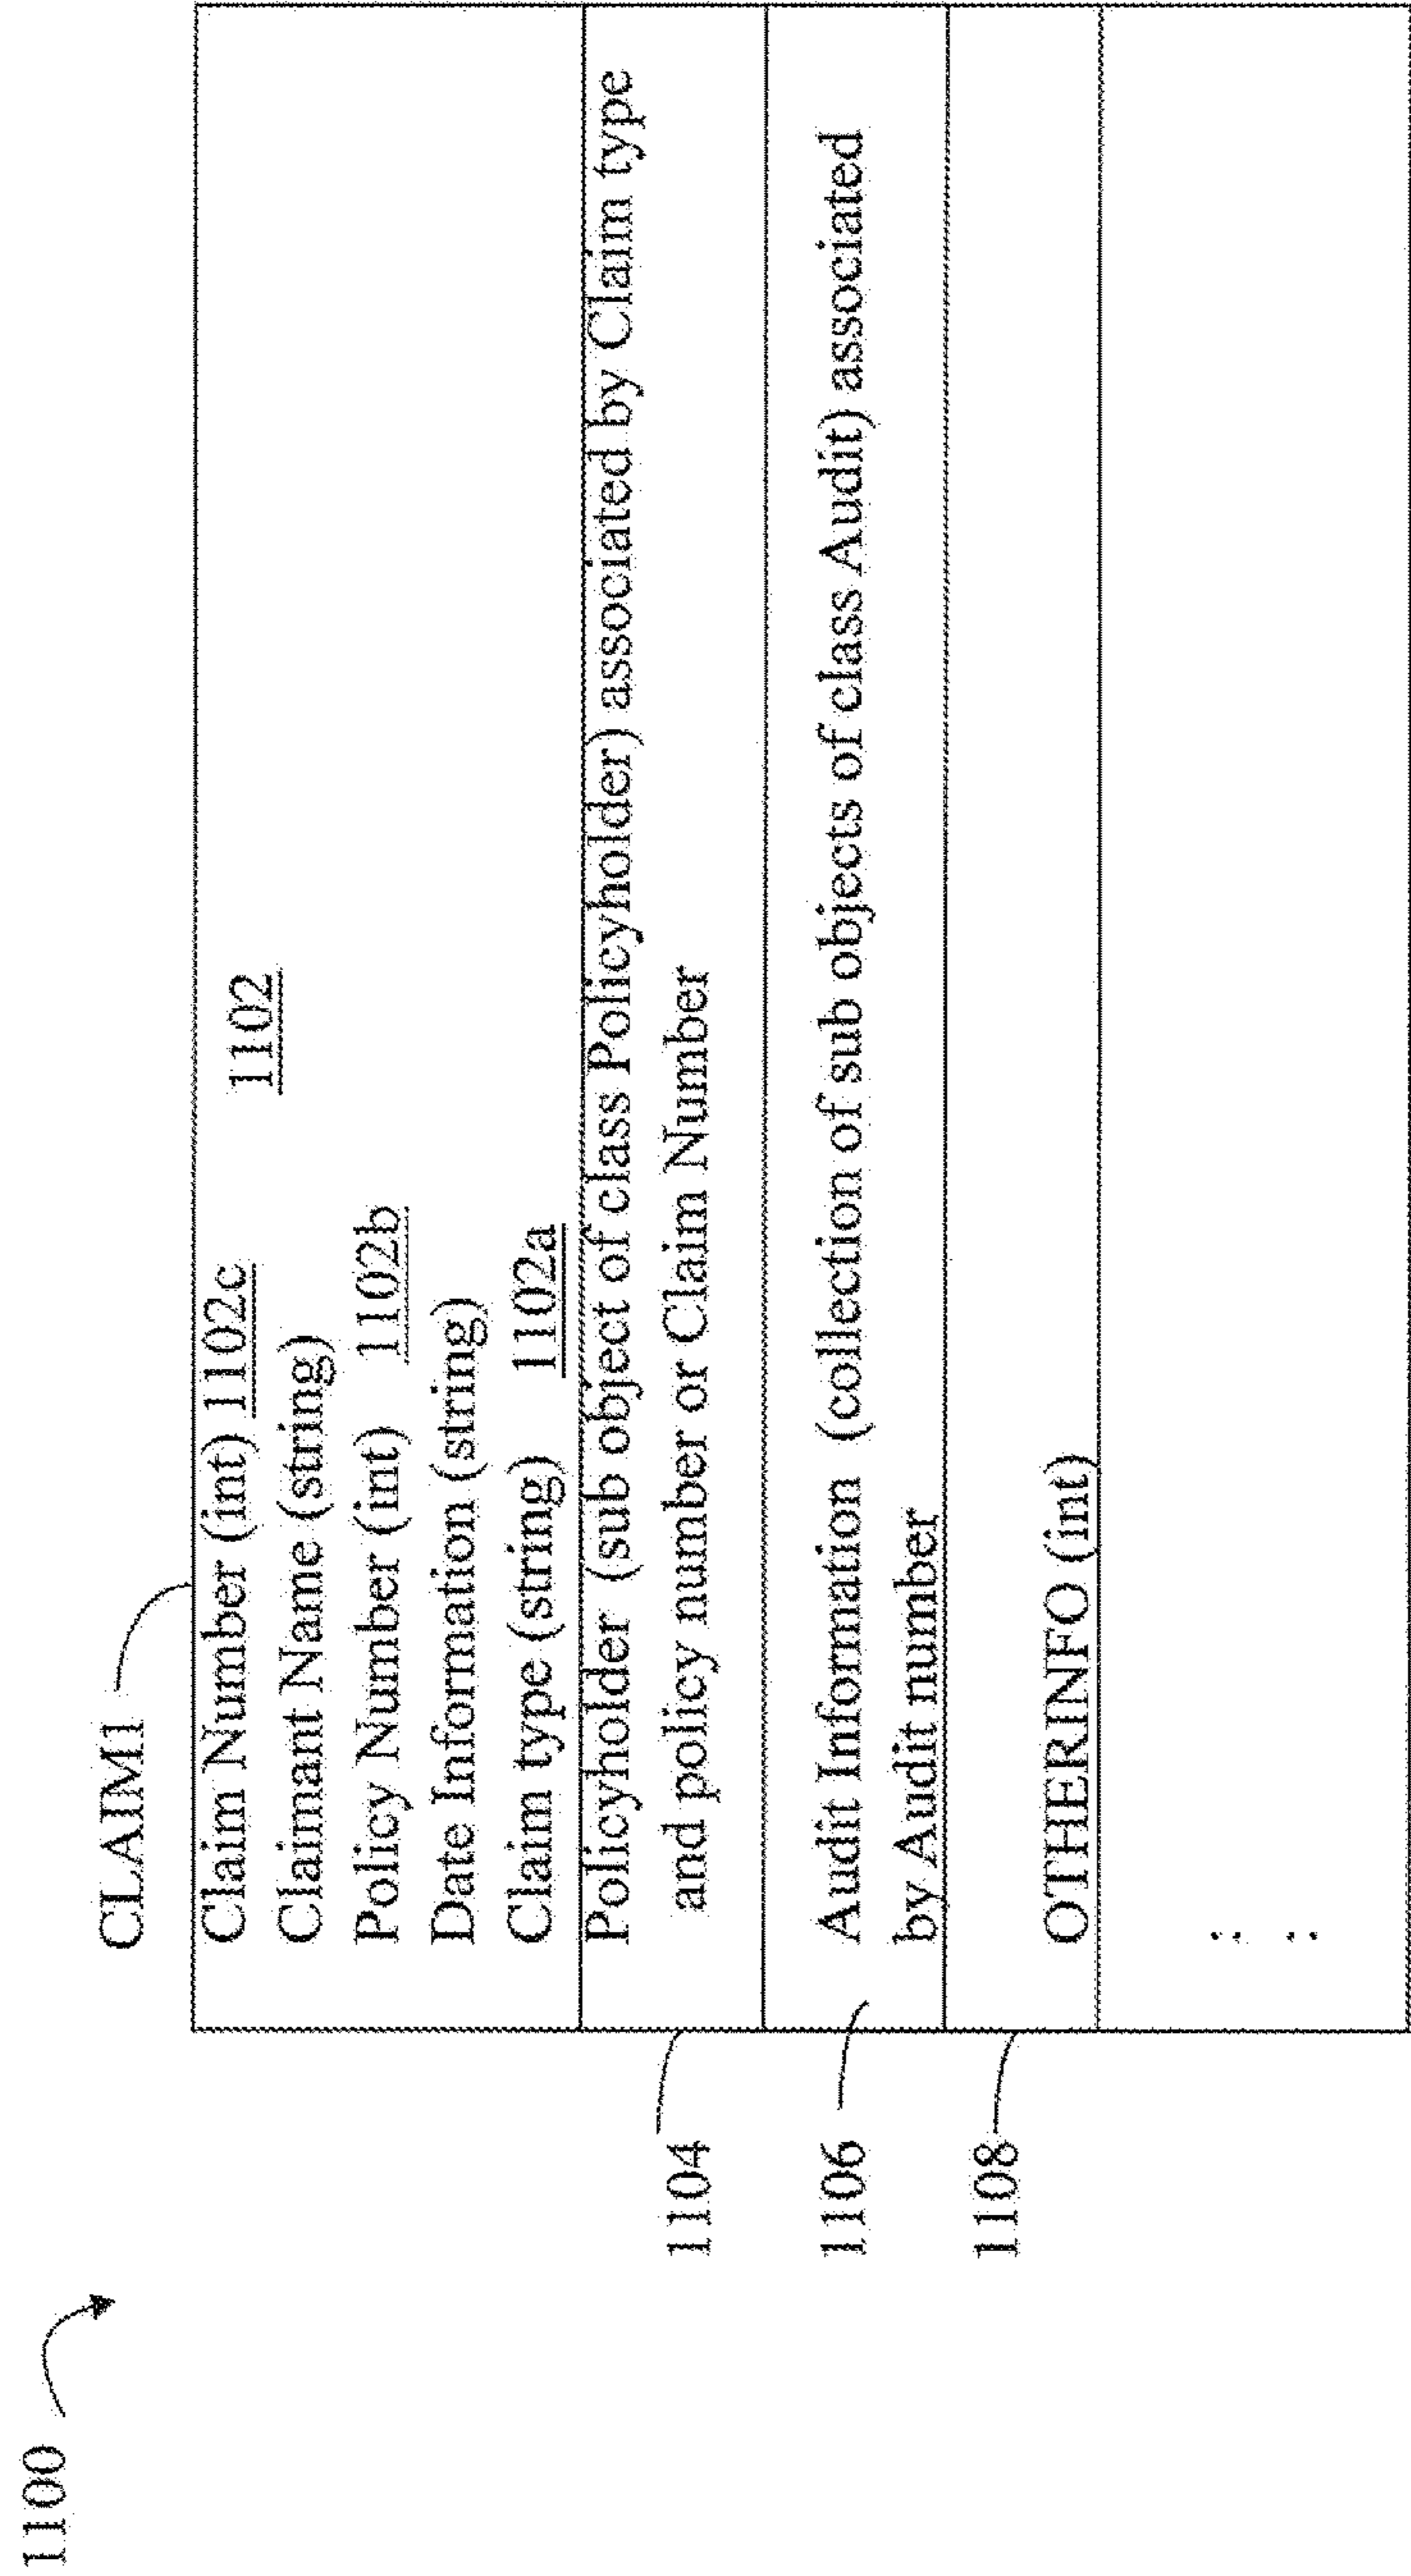 1100
CLAIM1
Claim Number (int) 1102c
1102
Claimant Name (string)
Policy Number (int) 1102b
Date Information (string)
Claim type (string) 1102a
1104
Policyholder (sub object of class Policyholder) associated by Claim type
and policy number or Claim Number
1106
Audit Information (collection of sub objects of class Audit) associated
by Audit number
1108
OTHERINFO (int)